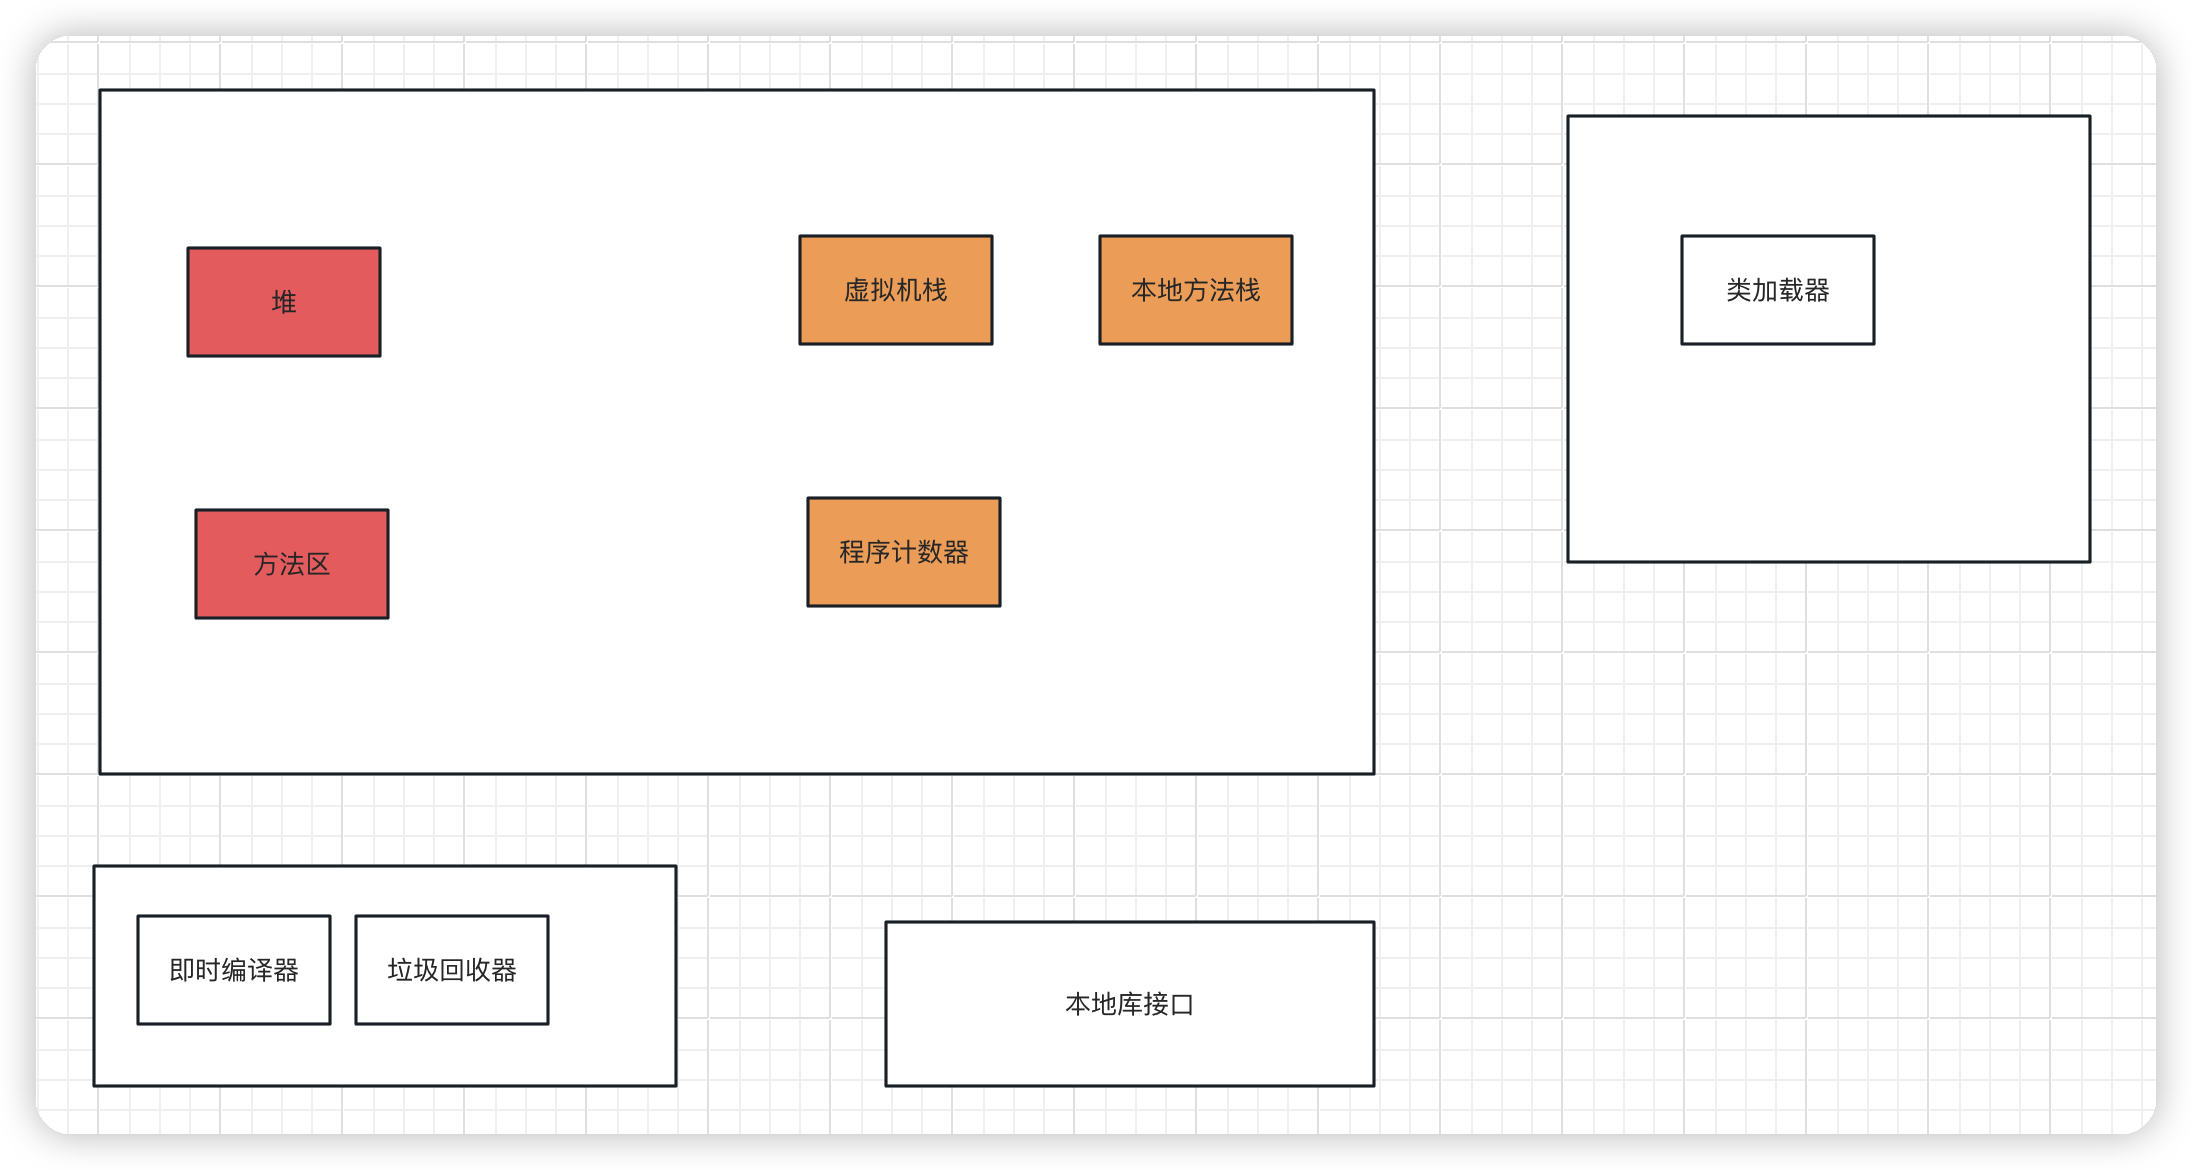 堆
虚拟机栈
本地方法栈
类加载器
方法区
程序计数器
即时编译器
垃圾回收器
本地库接口